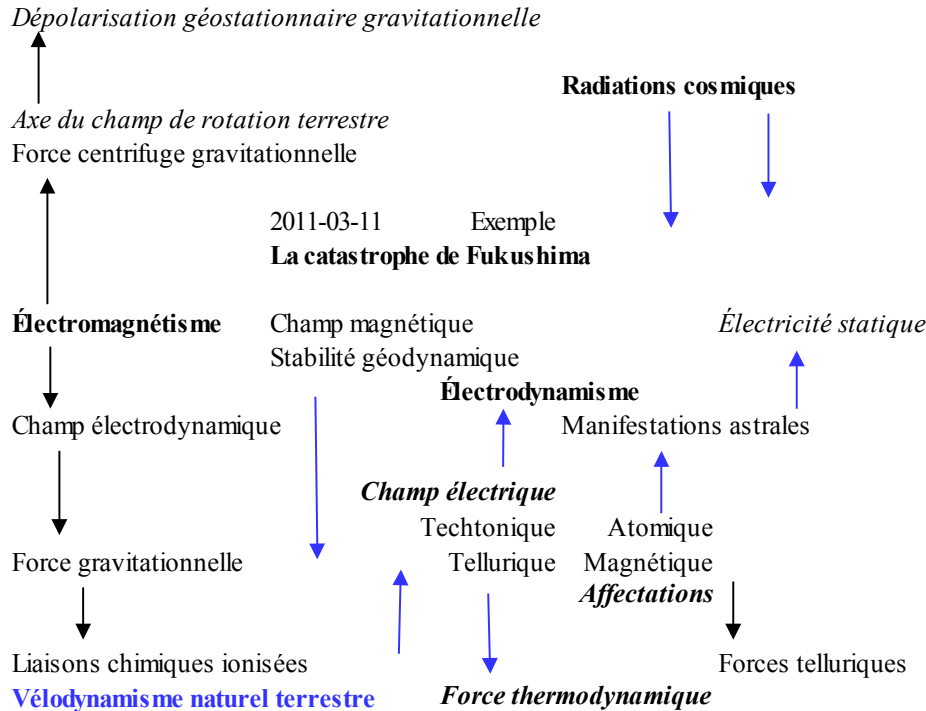 Dépolarisation géostationnaire gravitationnelle
Radiations cosmiques
Axe du champ de rotation terrestre
Force centrifuge gravitationnelle
2011-03-11 Exemple
La catastrophe de Fukushima
Électromagnétisme Champ magnétique Électricité statique
Stabilité géodynamique
Électrodynamisme
Champ électrodynamique Manifestations astrales
Champ électrique
Techtonique Atomique
Force gravitationnelle Tellurique Magnétique
Affectations
Liaisons chimiques ionisées Forces telluriques
Vélodynamisme naturel terrestre Force thermodynamique